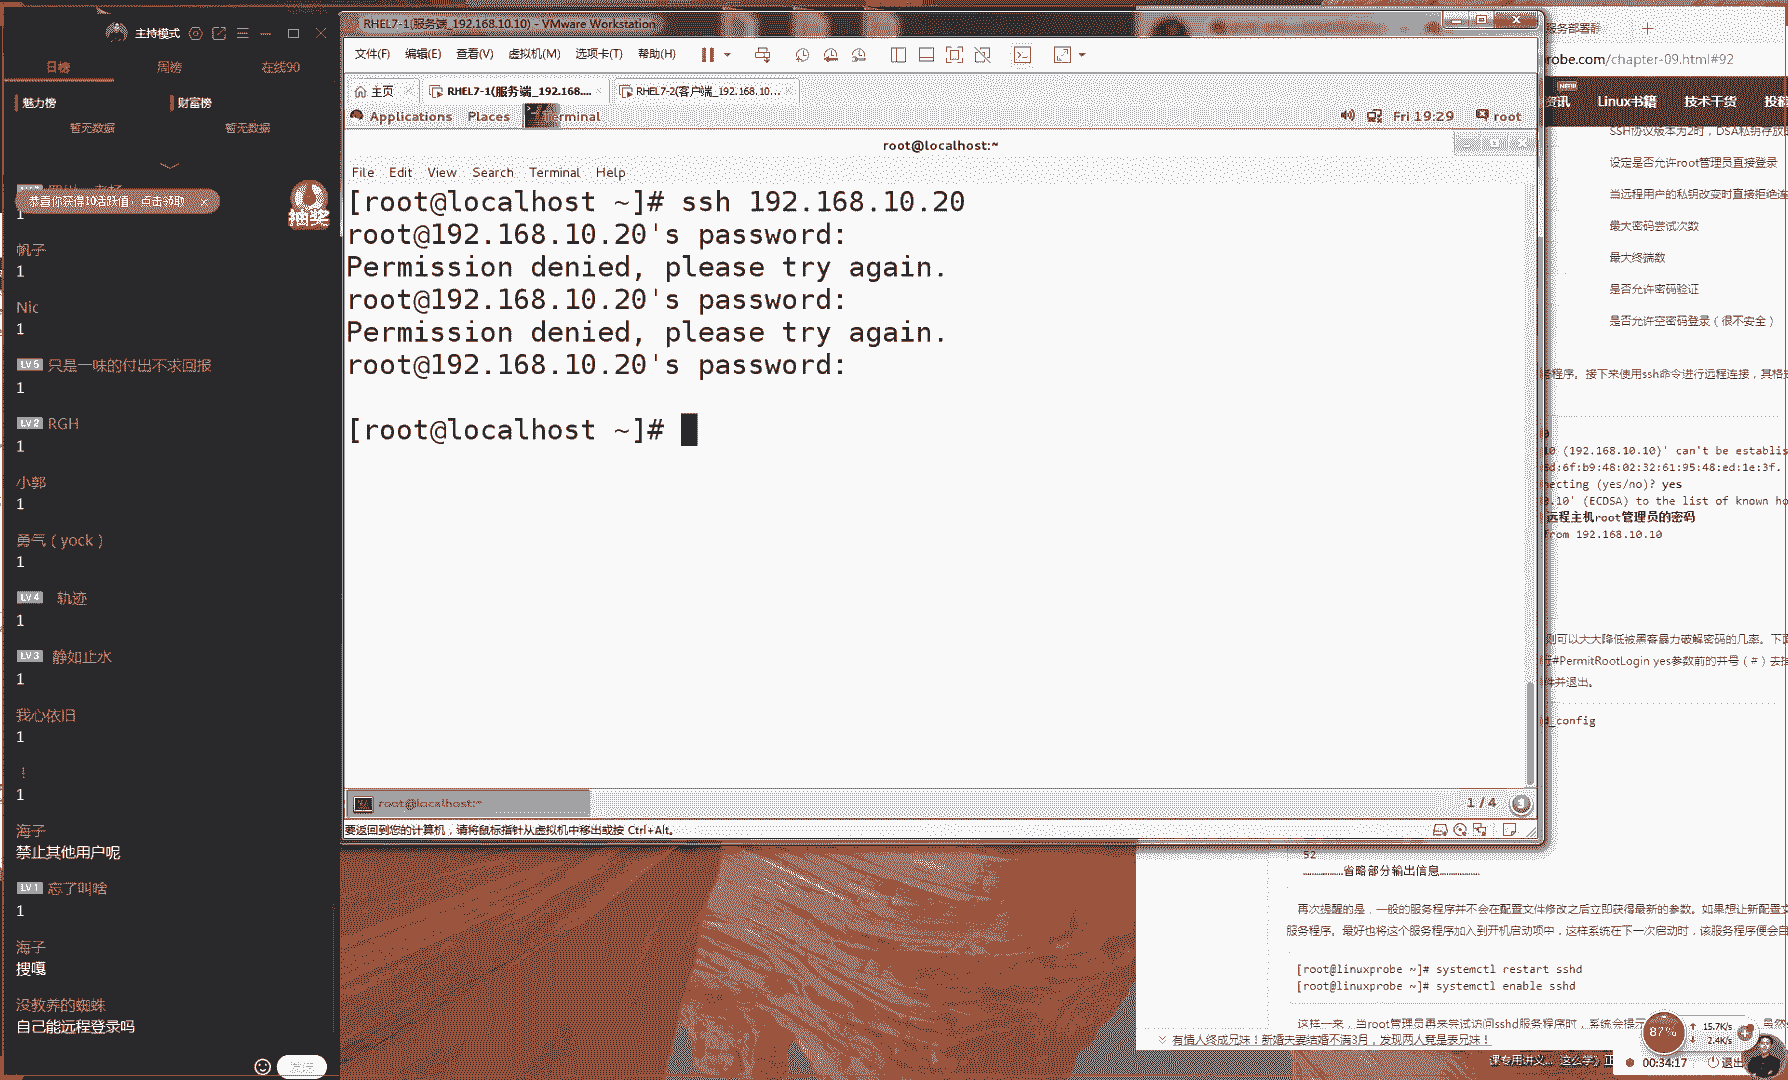 主持模式
日榜 周榜 在线90
魅力榜 财富榜
暂无数据 暂无数据
恭喜你获得10活跃值，点击领取
抽奖
1
帆子
1
Nic
1
LV5 只是一味的付出不求回报
1
LV2 RGH
1
小郭
1
勇气（yock）
1
LV4 轨迹
1
LV3 静如止水
1
我心依旧
1
！
1
海子
禁止其他用户呢
LV1 忘了叫啥
1
海子
搜嘎
没教养的蜘蛛
自己能远程登录吗
RHEL7-1(服务端_192.168.10.10) - VMware Workstation
文件(F) 编辑(E) 查看(V) 虚拟机(M) 选项卡(T) 帮助(H)
主页 RHEL7-1(服务端_192.168.... RHEL7-2(客户端_192.168.10...
Applications Places Terminal Fri 19:29 root
root@localhost:~
File Edit View Search Terminal Help
[root@localhost ~]# ssh 192.168.10.20
root@192.168.10.20's password:
Permission denied, please try again.
root@192.168.10.20's password:
Permission denied, please try again.
root@192.168.10.20's password:
[root@localhost ~]#
root@localhost:~ 1 / 4
要返回到您的计算机，请将鼠标指针从虚拟机中移出或按 Ctrl+Alt。
服务部署静
obe.com/chapter-09.html#92
资讯 NEW Linux书籍 技术干货 投稿
SSH协议版本为2时，DSA私钥存放的
设定是否允许root管理员直接登录
当远程用户的私钥改变时直接拒绝连
最大密码尝试次数
最大终端数
是否允许密码验证
是否允许空密码登录（很不安全）
程序。接下来使用ssh命令进行远程连接，其格式
10 (192.168.10.10)' can't be establis
6d:6f:b9:48:02:32:61:95:48:ed:1e:3f.
necting (yes/no)? yes
.10' (ECDSA) to the list of known ho
远程主机root管理员的密码
from 192.168.10.10
则可以大大降低被黑客暴力破解密码的几率。下面
行#PermitRootLogin yes参数前的井号（#）去掉
件并退出。
d_config
52
………………省略部分输出信息………………
再次提醒的是，一般的服务程序并不会在配置文件修改之后立即获得最新的参数。如果想让新配置文
服务程序。最好也将这个服务程序加入到开机启动项中，这样系统在下一次启动时，该服务程序便会自
[root@linuxprobe ~]# systemctl restart sshd
[root@linuxprobe ~]# systemctl enable sshd
这样一来，当root管理员再来尝试访问sshd服务程序时，系统会提示
有情人终成兄妹！新婚夫妻结婚不满3月，发现两人竟是表兄妹！
87% 15.7K/s
2.4K/s
课专用讲义... 这么学》正
00:34:17 退出